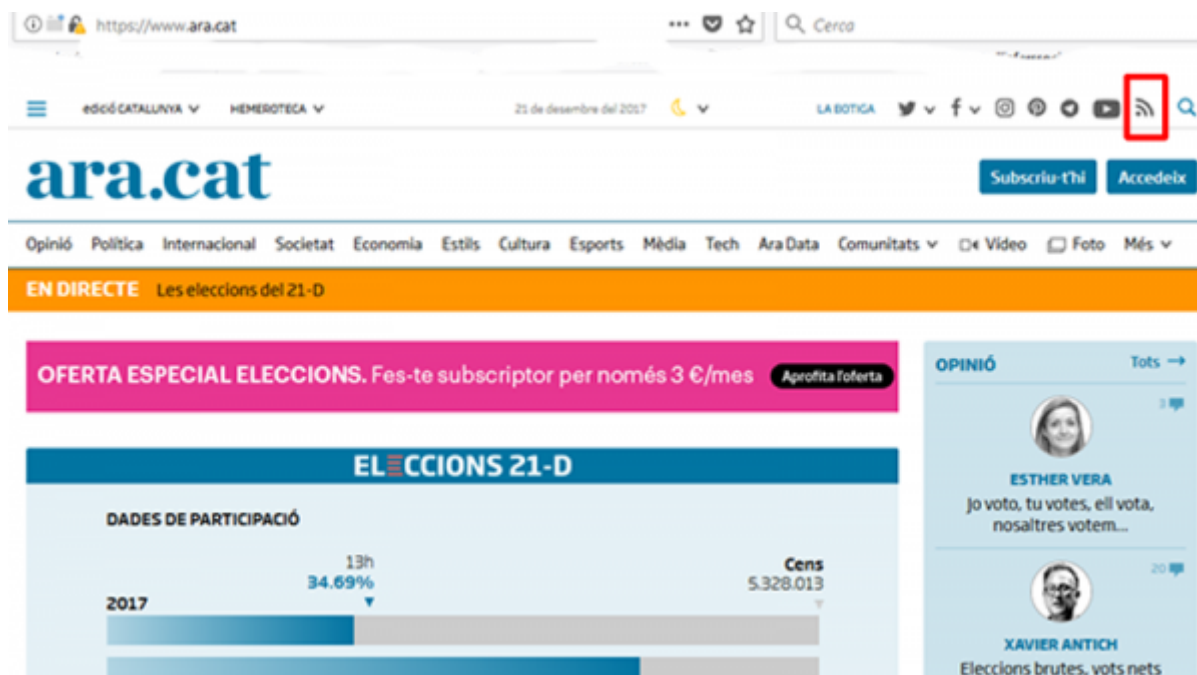 https://www.ara.cat
Cerca
edició CATALUNYA
HEMEROTECA
21 de desembre del 2017
LA BOTIGA
ara.cat
Subscriu-t'hi
Accedeix
Opinió Política Internacional Societat Economia Estils Cultura Esports Mèdia Tech Ara Data Comunitats Vídeo Foto Més
EN DIRECTE Les eleccions del 21-D
OFERTA ESPECIAL ELECCIONS. Fes-te subscriptor per només 3 €/mes Aprofita l'oferta
OPINIÓ Tots →
3
ESTHER VERA
Jo voto, tu votes, ell vota,
nosaltres votem...
20
XAVIER ANTICH
Eleccions brutes, vots nets
ELECCIONS 21-D
DADES DE PARTICIPACIÓ
13h
34.69%
Cens
5.328.013
2017